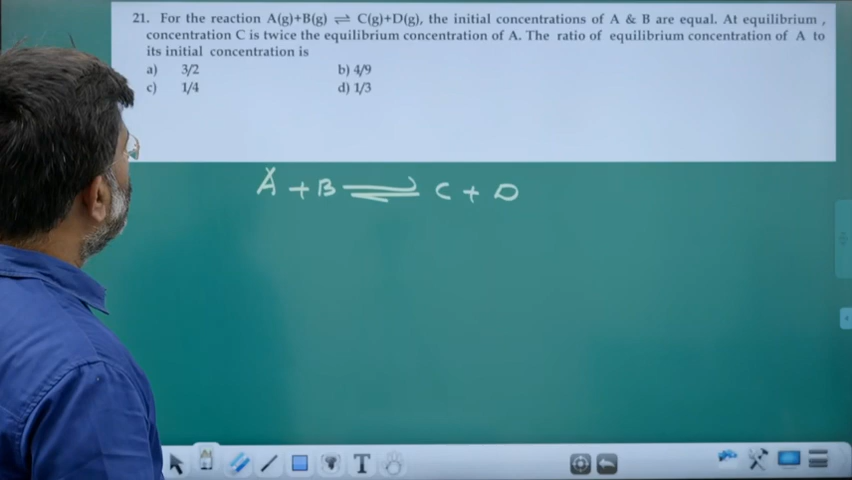 21. For the reaction A(g)+B(g) ⇌ C(g)+D(g), the initial concentrations of A & B are equal. At equilibrium ,
concentration C is twice the equilibrium concentration of A. The ratio of equilibrium concentration of A to
its initial concentration is
a) 3/2 b) 4/9
c) 1/4 d) 1/3
A + B ⇌ C + D
T